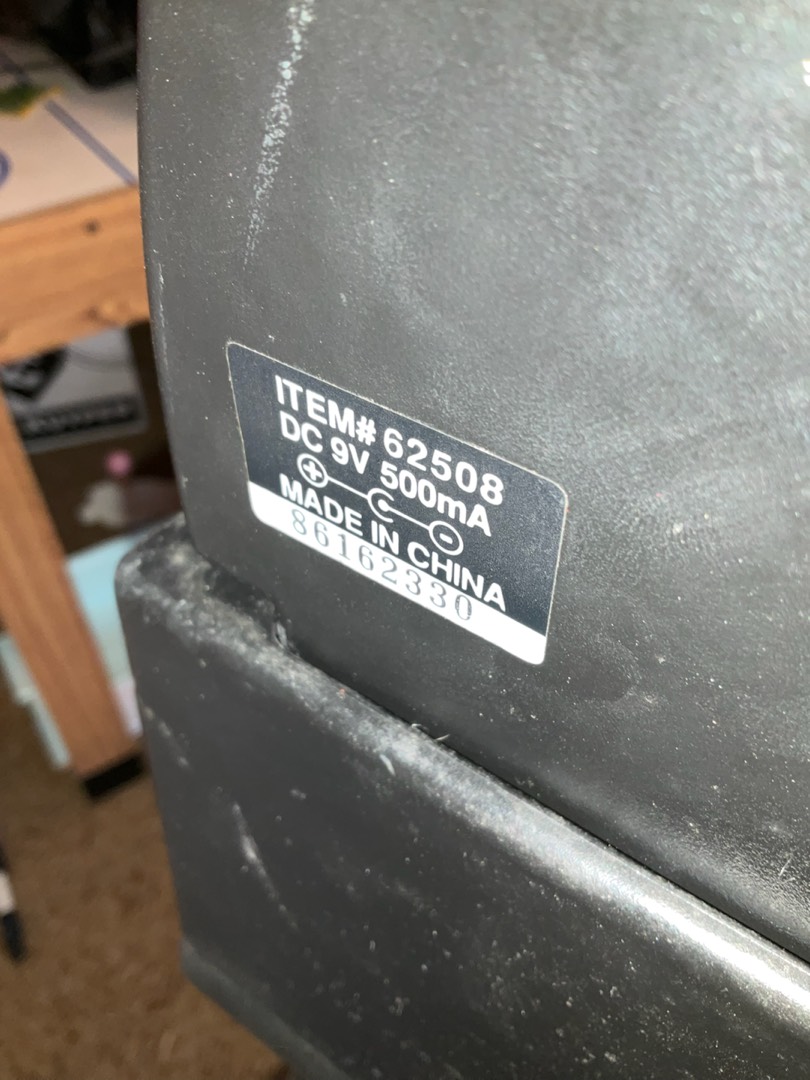 ITEM# 62508
DC 9V 500mA
+ C -
MADE IN CHINA
86162330